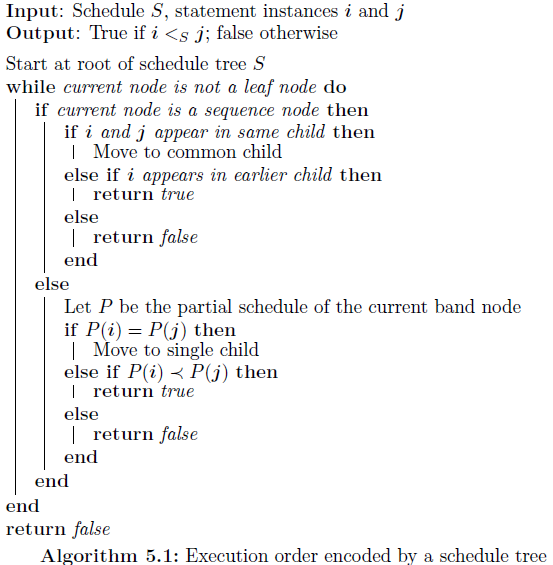 Input: Schedule S, statement instances i and j
Output: True if i <S j; false otherwise
Start at root of schedule tree S
while current node is not a leaf node do
if current node is a sequence node then
if i and j appear in same child then
Move to common child
else if i appears in earlier child then
return true
else
return false
end
else
Let P be the partial schedule of the current band node
if P(i) = P(j) then
Move to single child
else if P(i) ≺ P(j) then
return true
else
return false
end
end
end
return false
Algorithm 5.1: Execution order encoded by a schedule tree